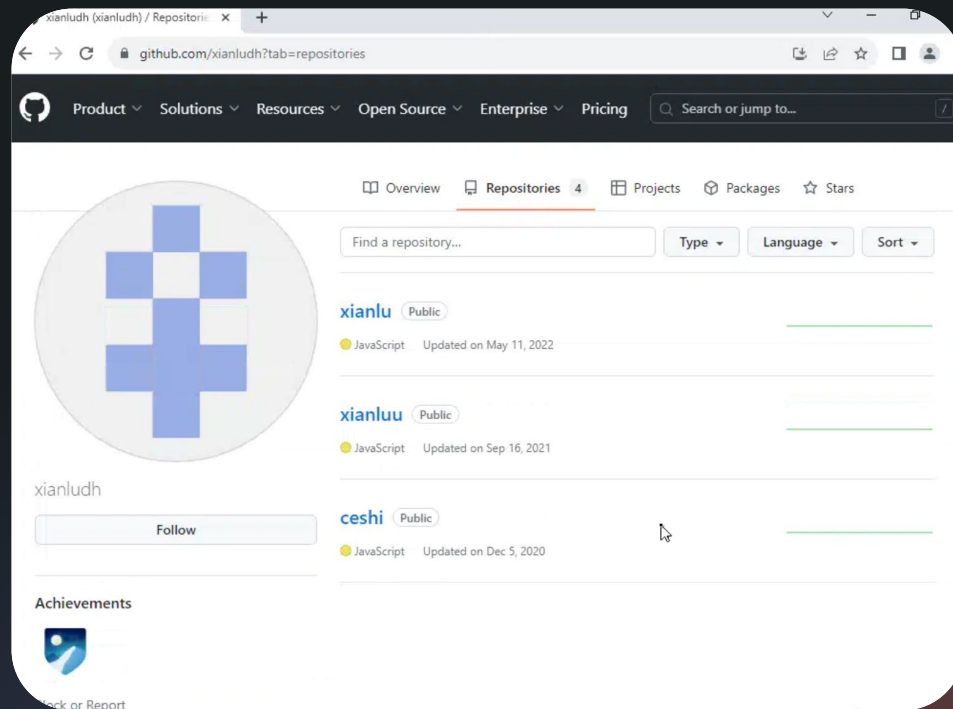 xianludh (xianludh) / Repositorie
github.com/xianludh?tab=repositories
Product Solutions Resources Open Source Enterprise Pricing Search or jump to... /
Overview Repositories 4 Projects Packages Stars
Find a repository... Type Language Sort
xianlu Public
JavaScript Updated on May 11, 2022
xianluu Public
JavaScript Updated on Sep 16, 2021
xianludh
Follow
ceshi Public
JavaScript Updated on Dec 5, 2020
Achievements
ock or Report